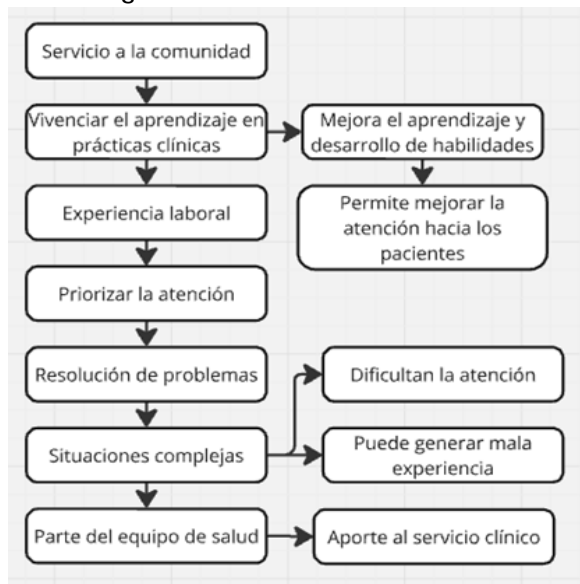 Servicio a la comunidad
Vivenciar el aprendizaje en
prácticas clínicas
Mejora el aprendizaje y
desarrollo de habilidades
Experiencia laboral
Permite mejorar la
atención hacia los
pacientes
Priorizar la atención
Resolución de problemas
Dificultan la atención
Situaciones complejas
Puede generar mala
experiencia
Parte del equipo de salud
Aporte al servicio clínico